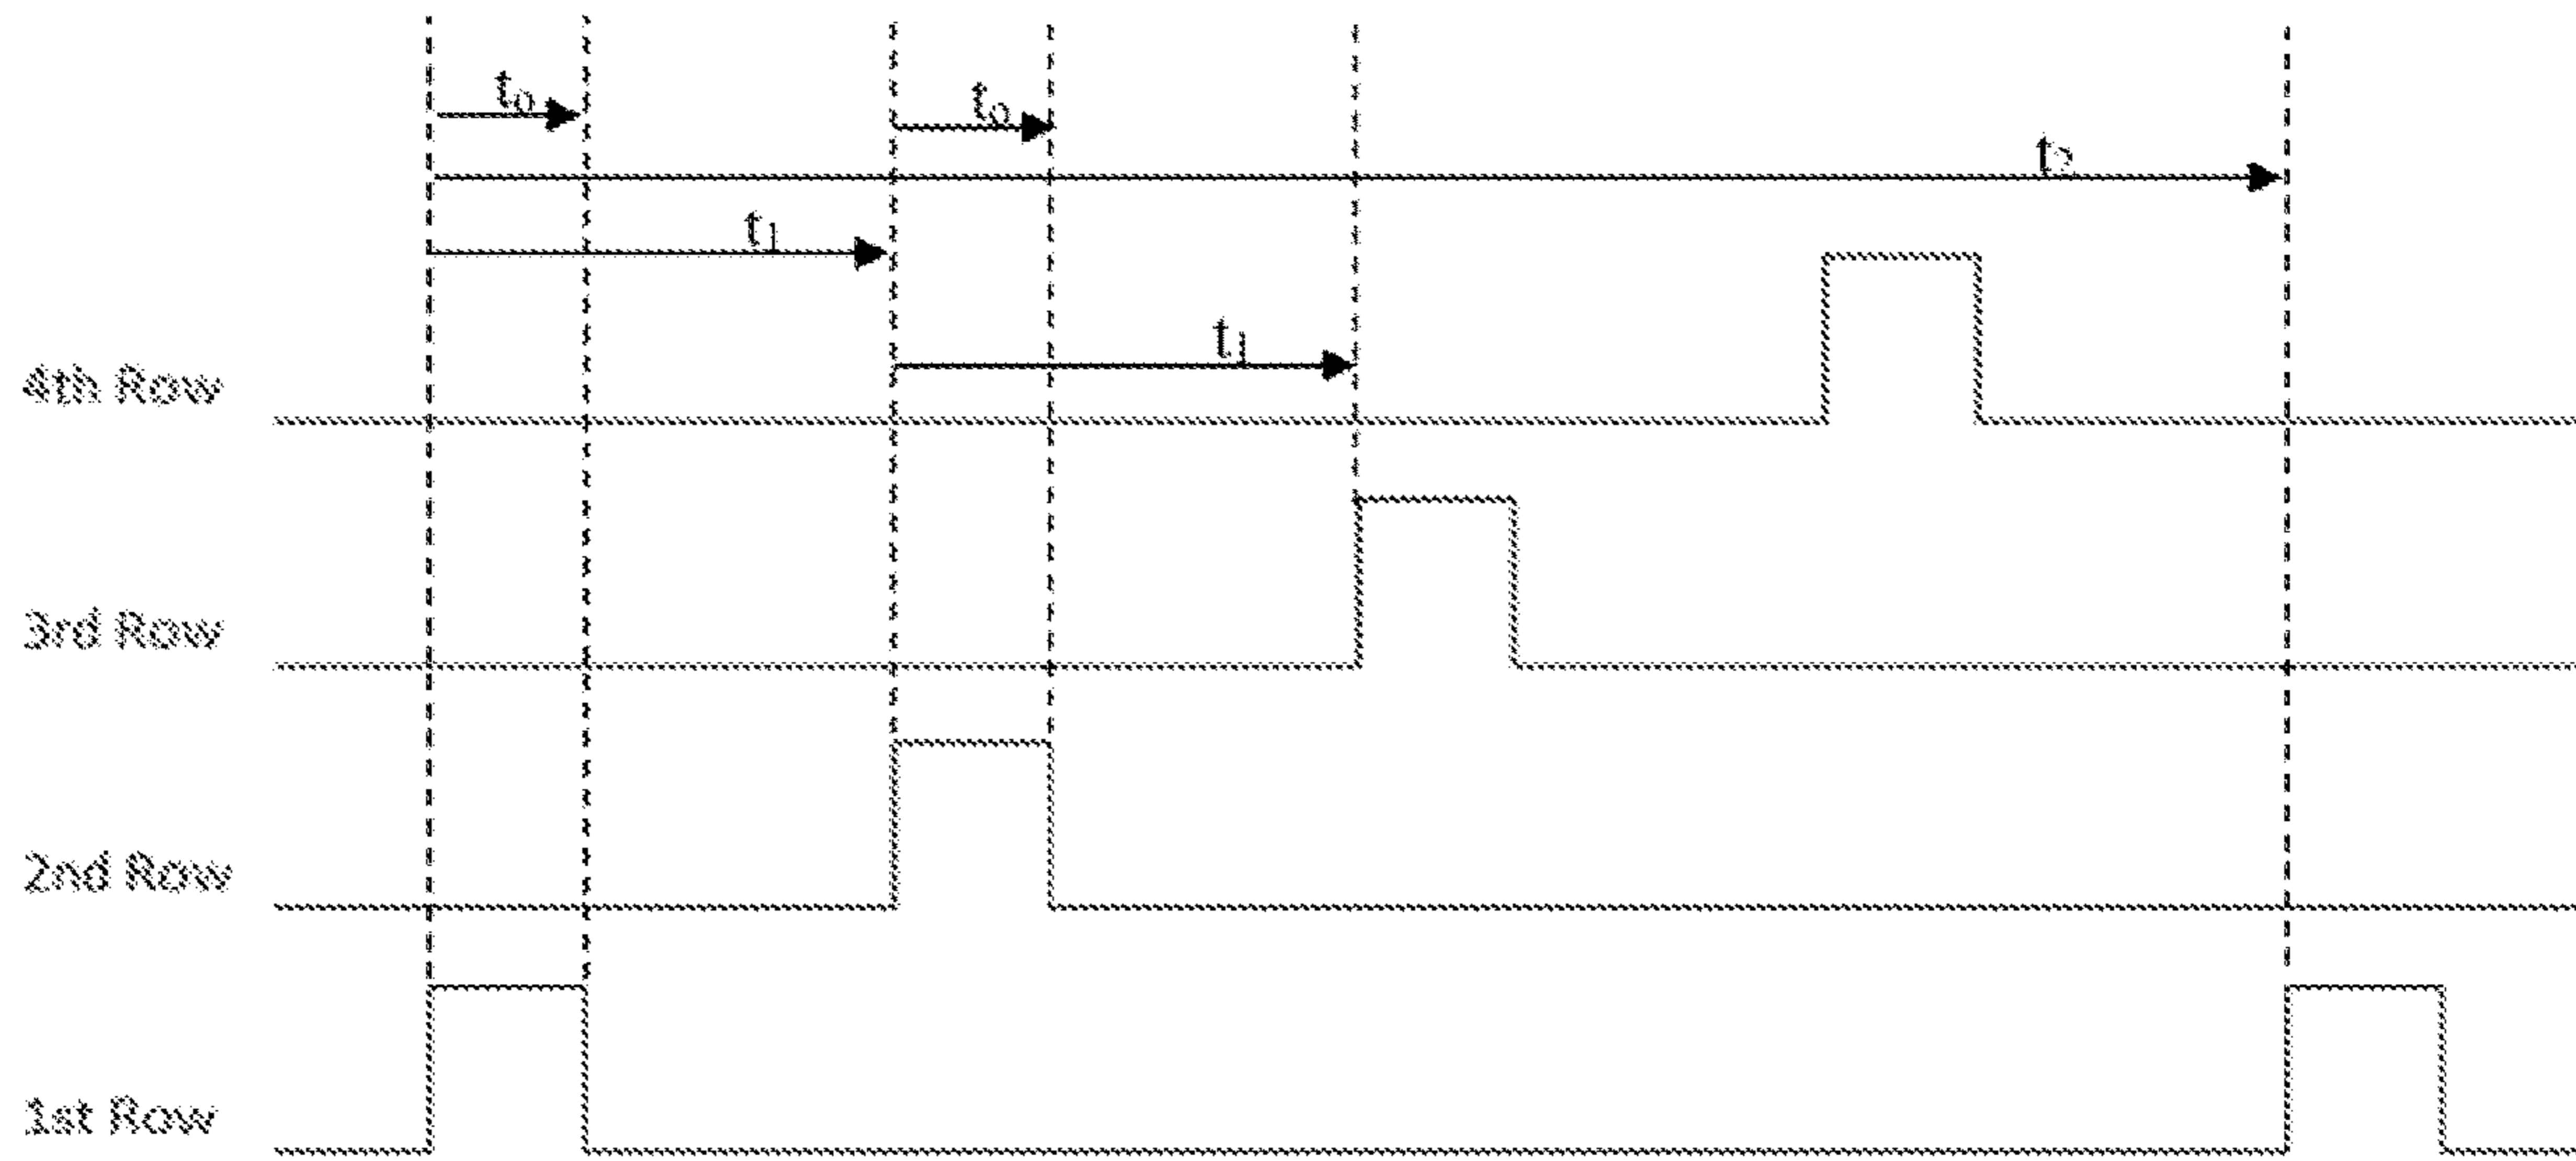 t₀
t₀
t₂
t₁
t₁
4th Row
3rd Row
2nd Row
1st Row